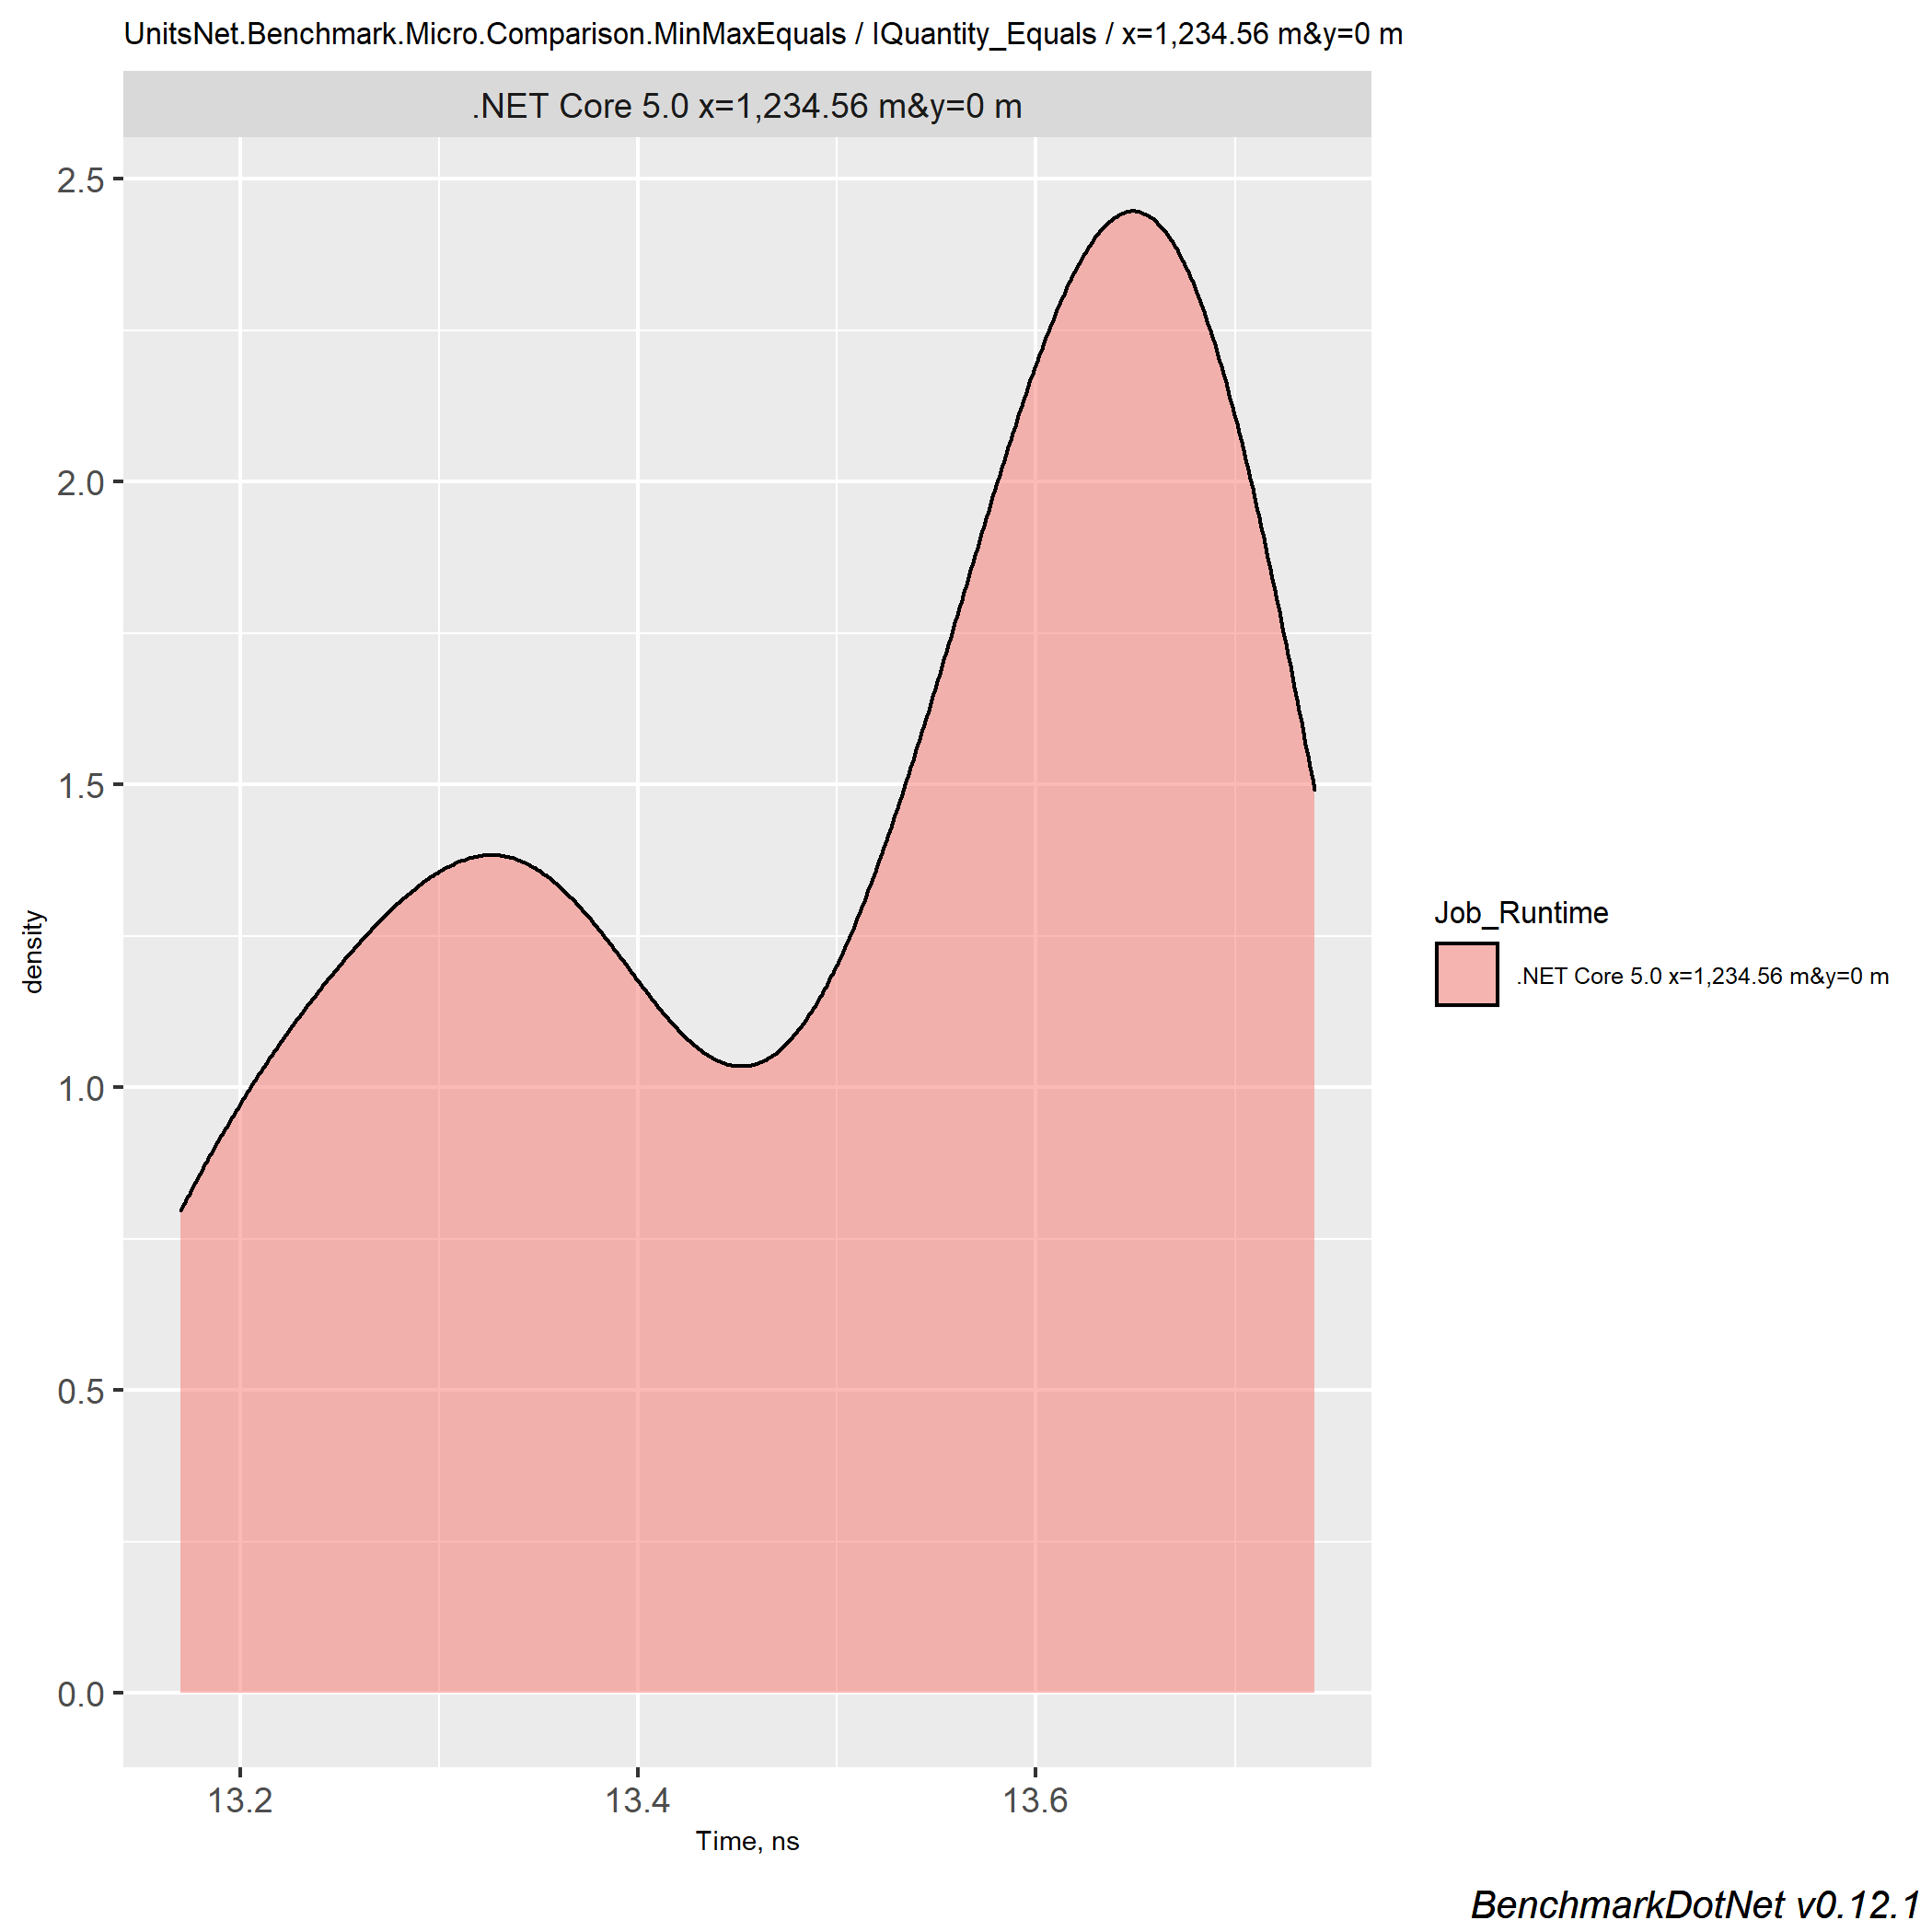 UnitsNet.Benchmark.Micro.Comparison.MinMaxEquals / IQuantity_Equals / x=1,234.56 m&y=0 m
.NET Core 5.0 x=1,234.56 m&y=0 m
2.5
2.0
1.5
1.0
0.5
0.0
density
13.2 13.4 13.6
Time, ns
Job_Runtime
.NET Core 5.0 x=1,234.56 m&y=0 m
BenchmarkDotNet v0.12.1